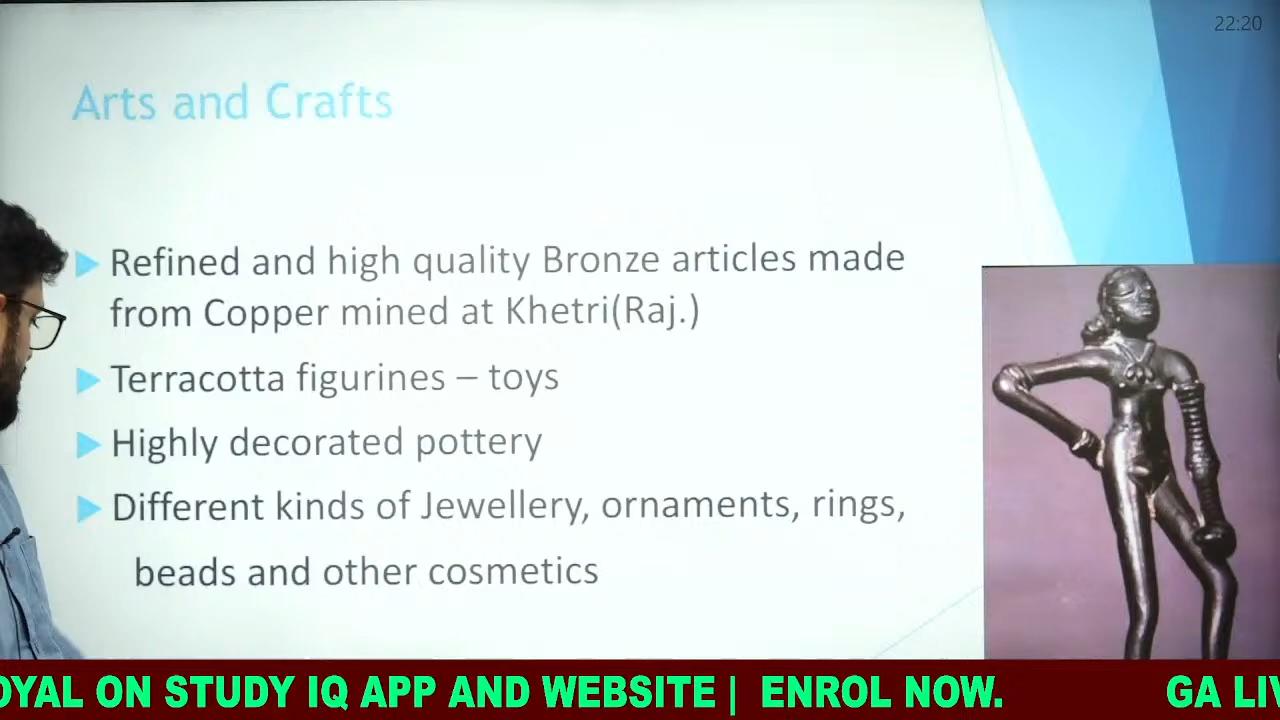 22:20
Arts and Crafts
Refined and high quality Bronze articles made
from Copper mined at Khetri(Raj.)
Terracotta figurines – toys
Highly decorated pottery
Different kinds of Jewellery, ornaments, rings,
beads and other cosmetics
OYAL ON STUDY IQ APP AND WEBSITE | ENROL NOW. GA LIV